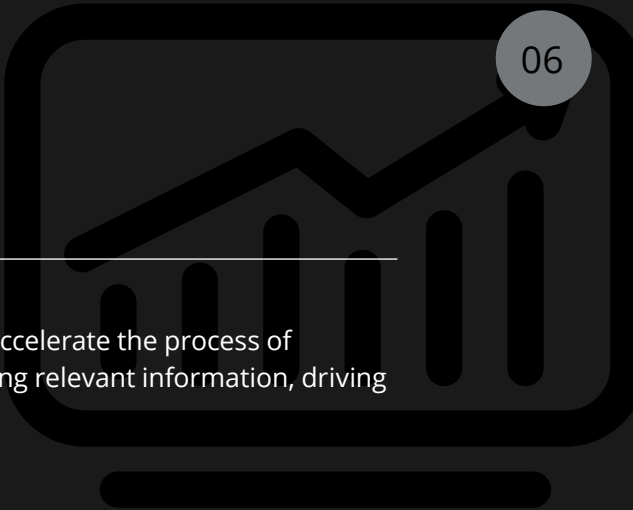 06
ccelerate the process of
ng relevant information, driving